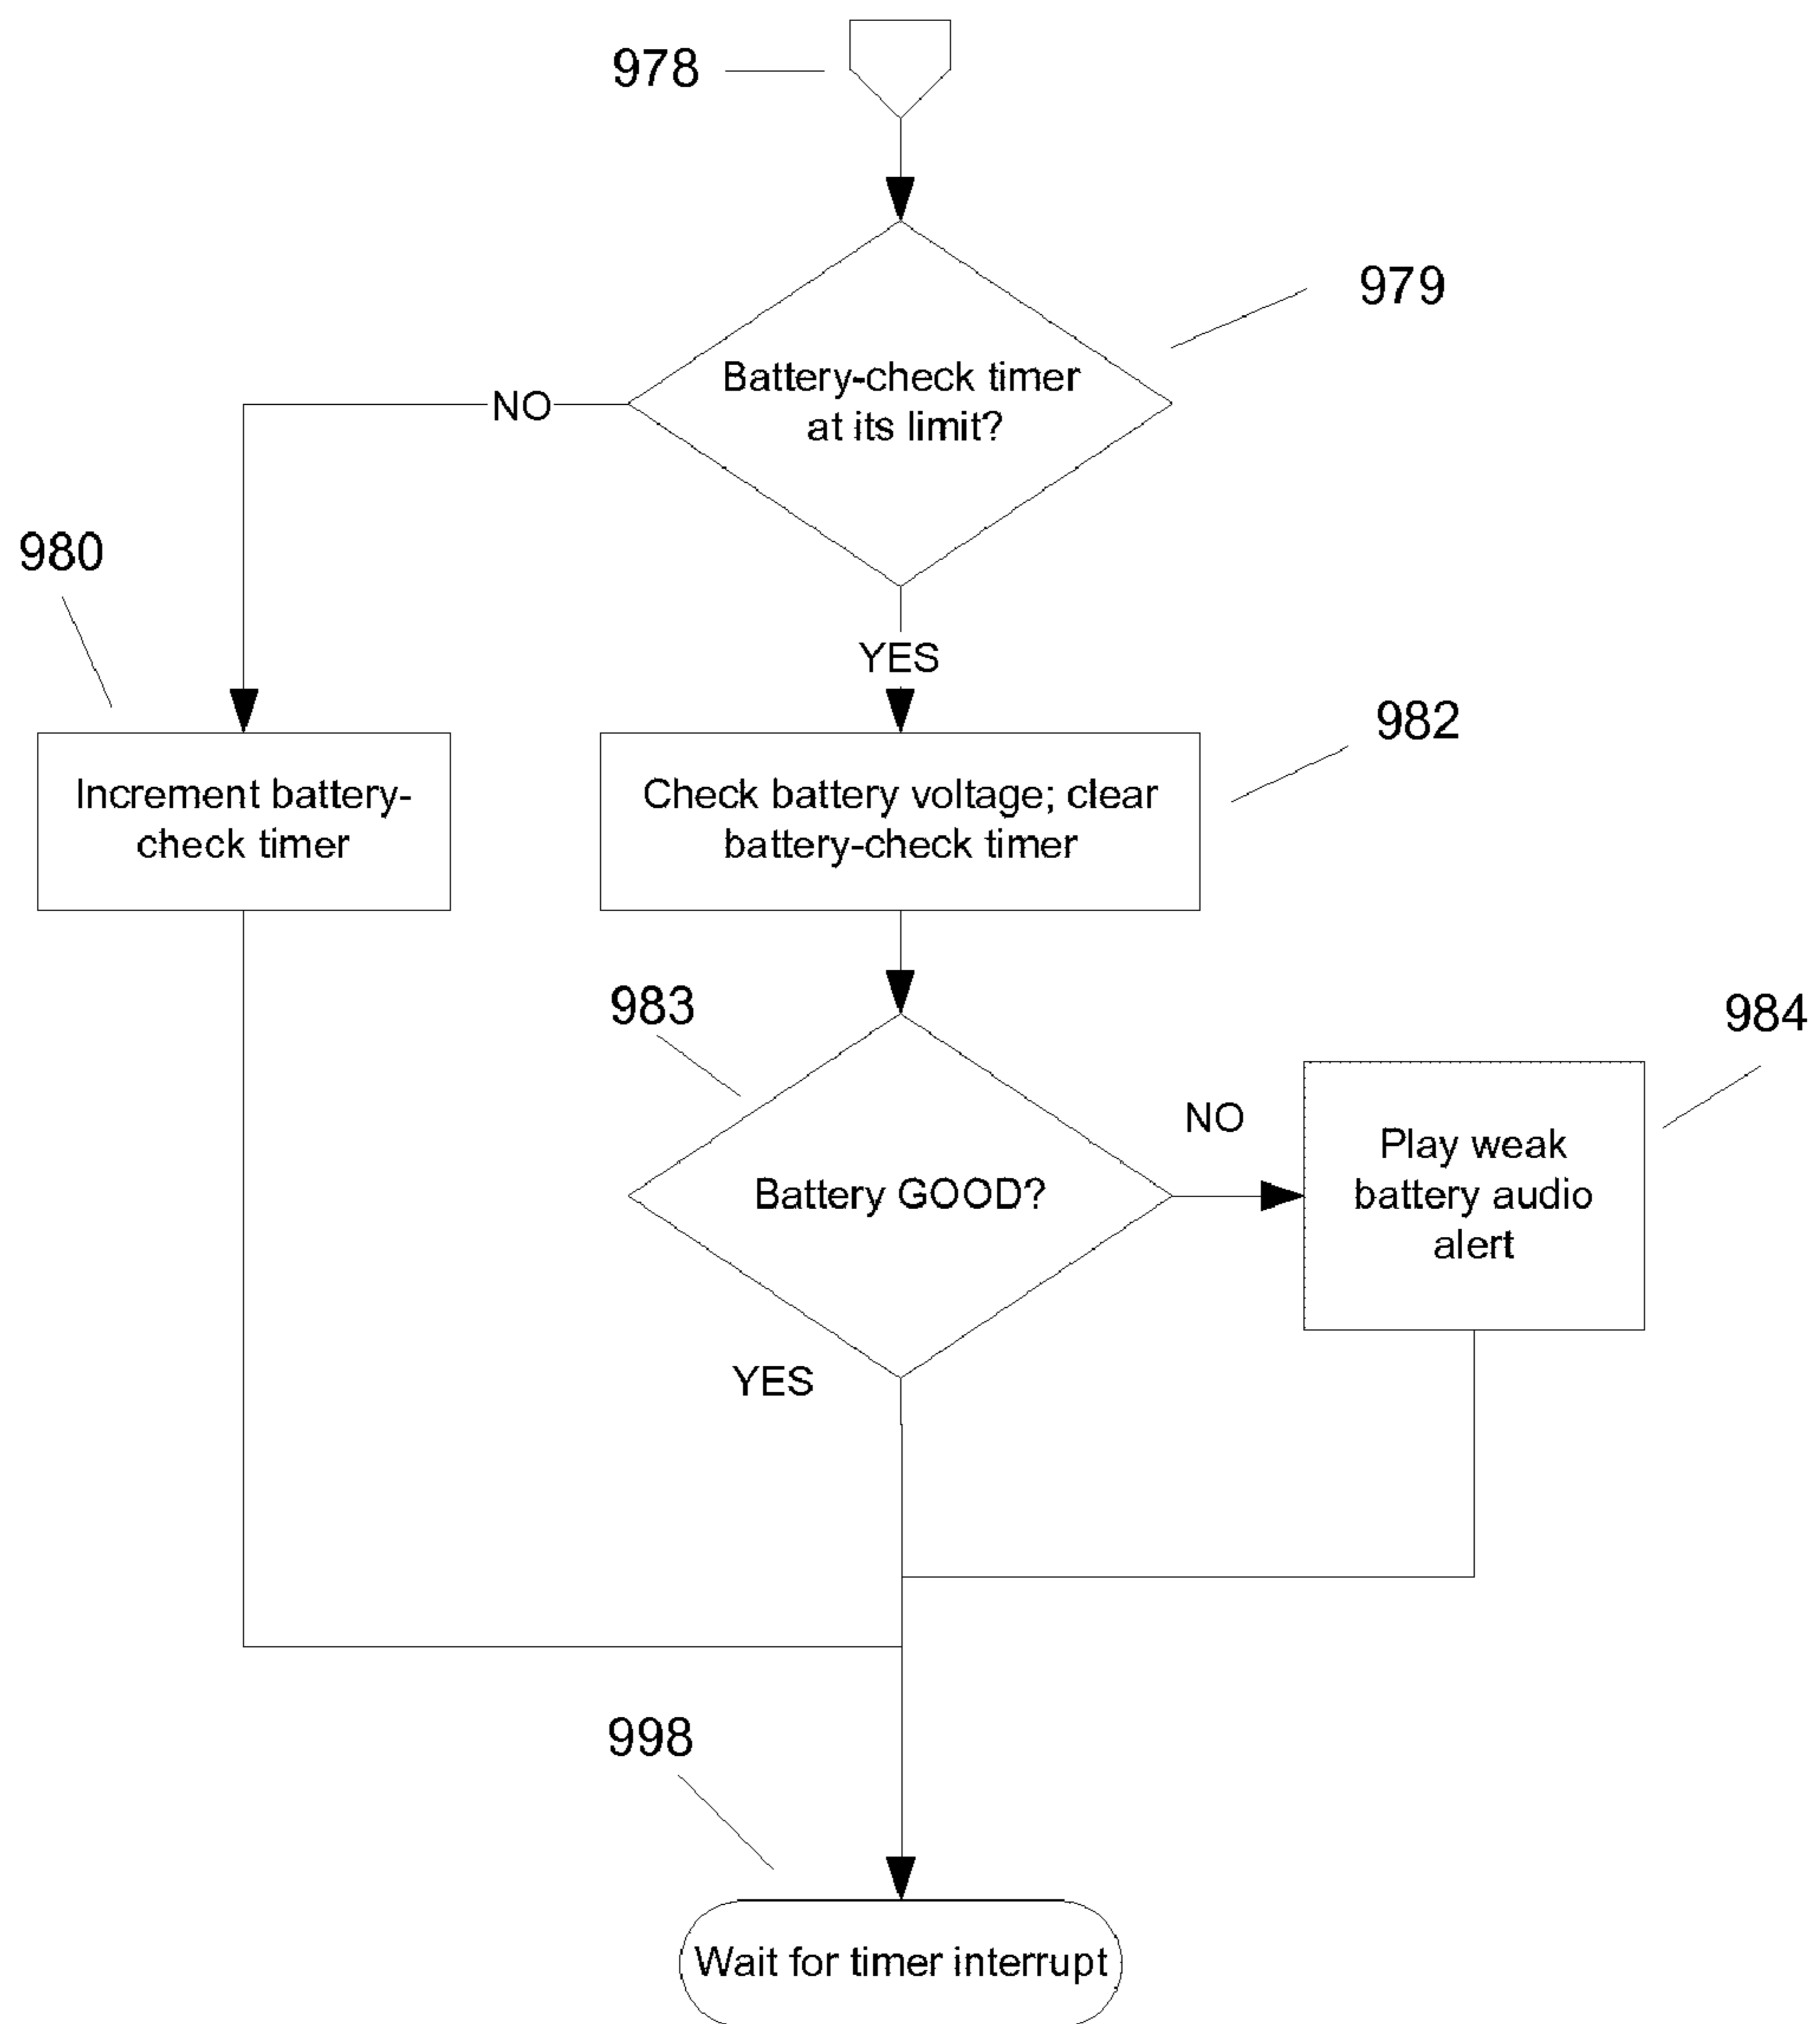 978
979
Battery-check timer
at its limit?
NO
980
YES
982
Increment battery-
check timer
Check battery voltage; clear
battery-check timer
983
984
NO
Play weak
battery audio
alert
Battery GOOD?
YES
998
Wait for timer interrupt